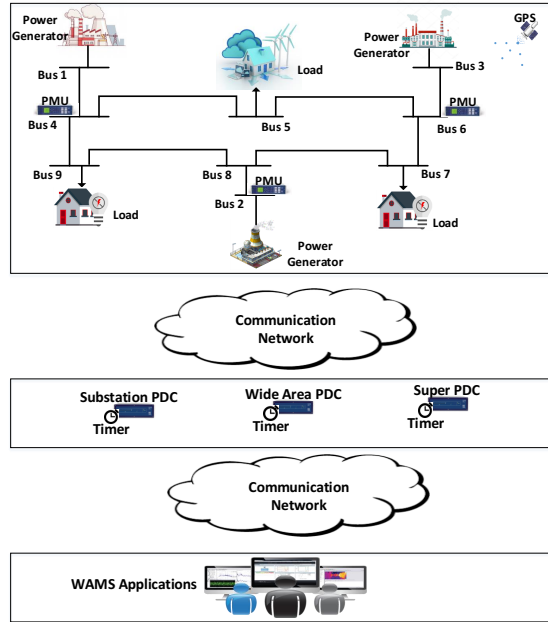 Power
Generator
Bus 1
Load
Power
Generator
Bus 3
GPS
PMU
Bus 4
Bus 5
PMU
Bus 6
Bus 9
Bus 8
PMU
Bus 2
Bus 7
Load
Load
Power
Generator
Communication
Network
Substation PDC
Timer
Wide Area PDC
Timer
Super PDC
Timer
Communication
Network
WAMS Applications